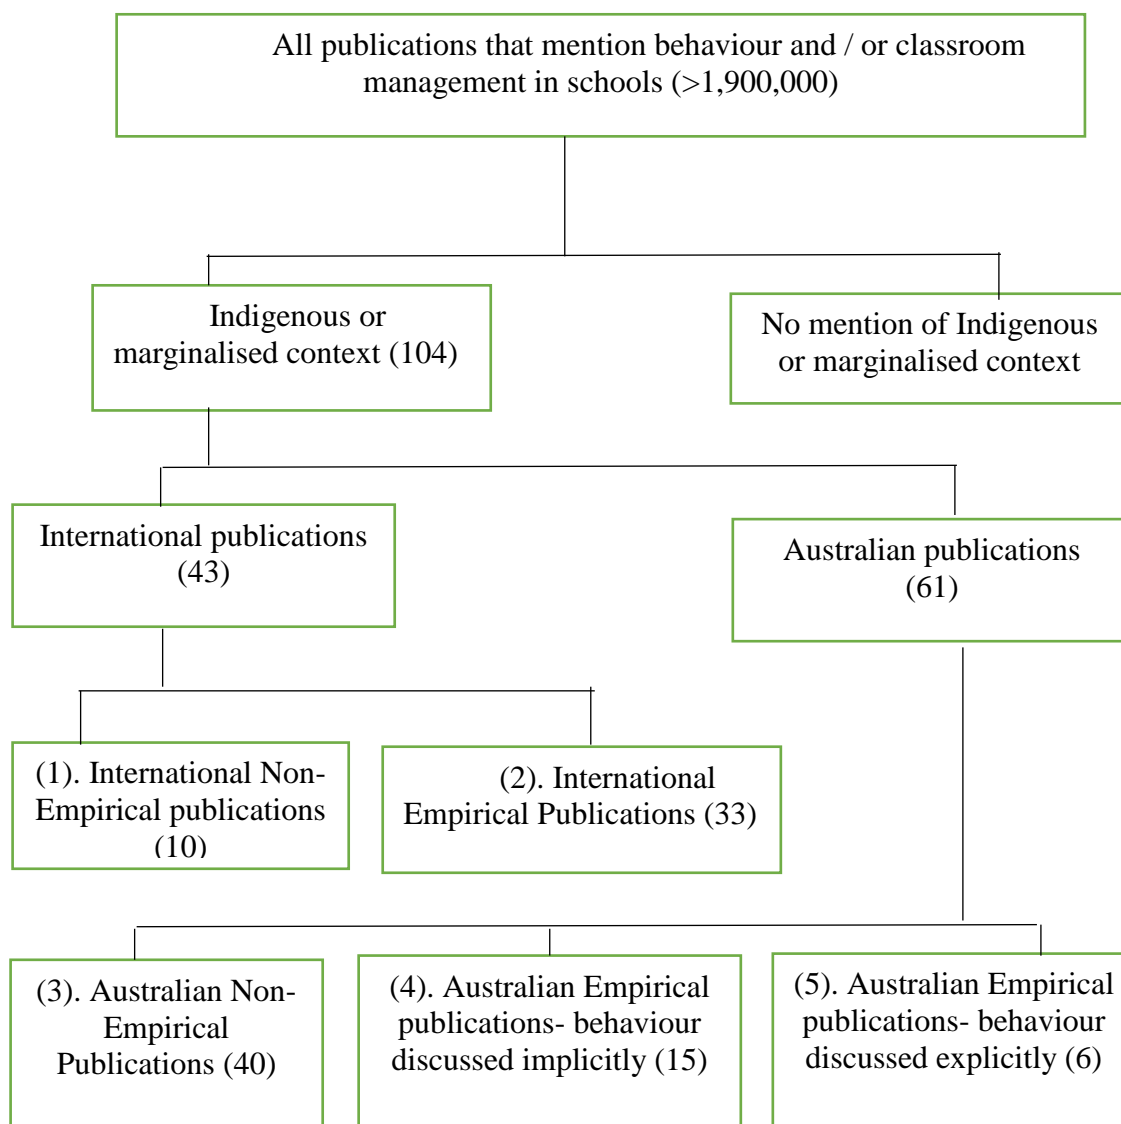 All publications that mention behaviour and / or classroom
management in schools (>1,900,000)
Indigenous or
marginalised context (104)
No mention of Indigenous
or marginalised context
International publications
(43)
Australian publications
(61)
(1). International Non-
Empirical publications
(10)
(2). International
Empirical Publications (33)
(3). Australian Non-
Empirical
Publications (40)
(4). Australian Empirical
publications- behaviour
discussed implicitly (15)
(5). Australian Empirical
publications- behaviour
discussed explicitly (6)